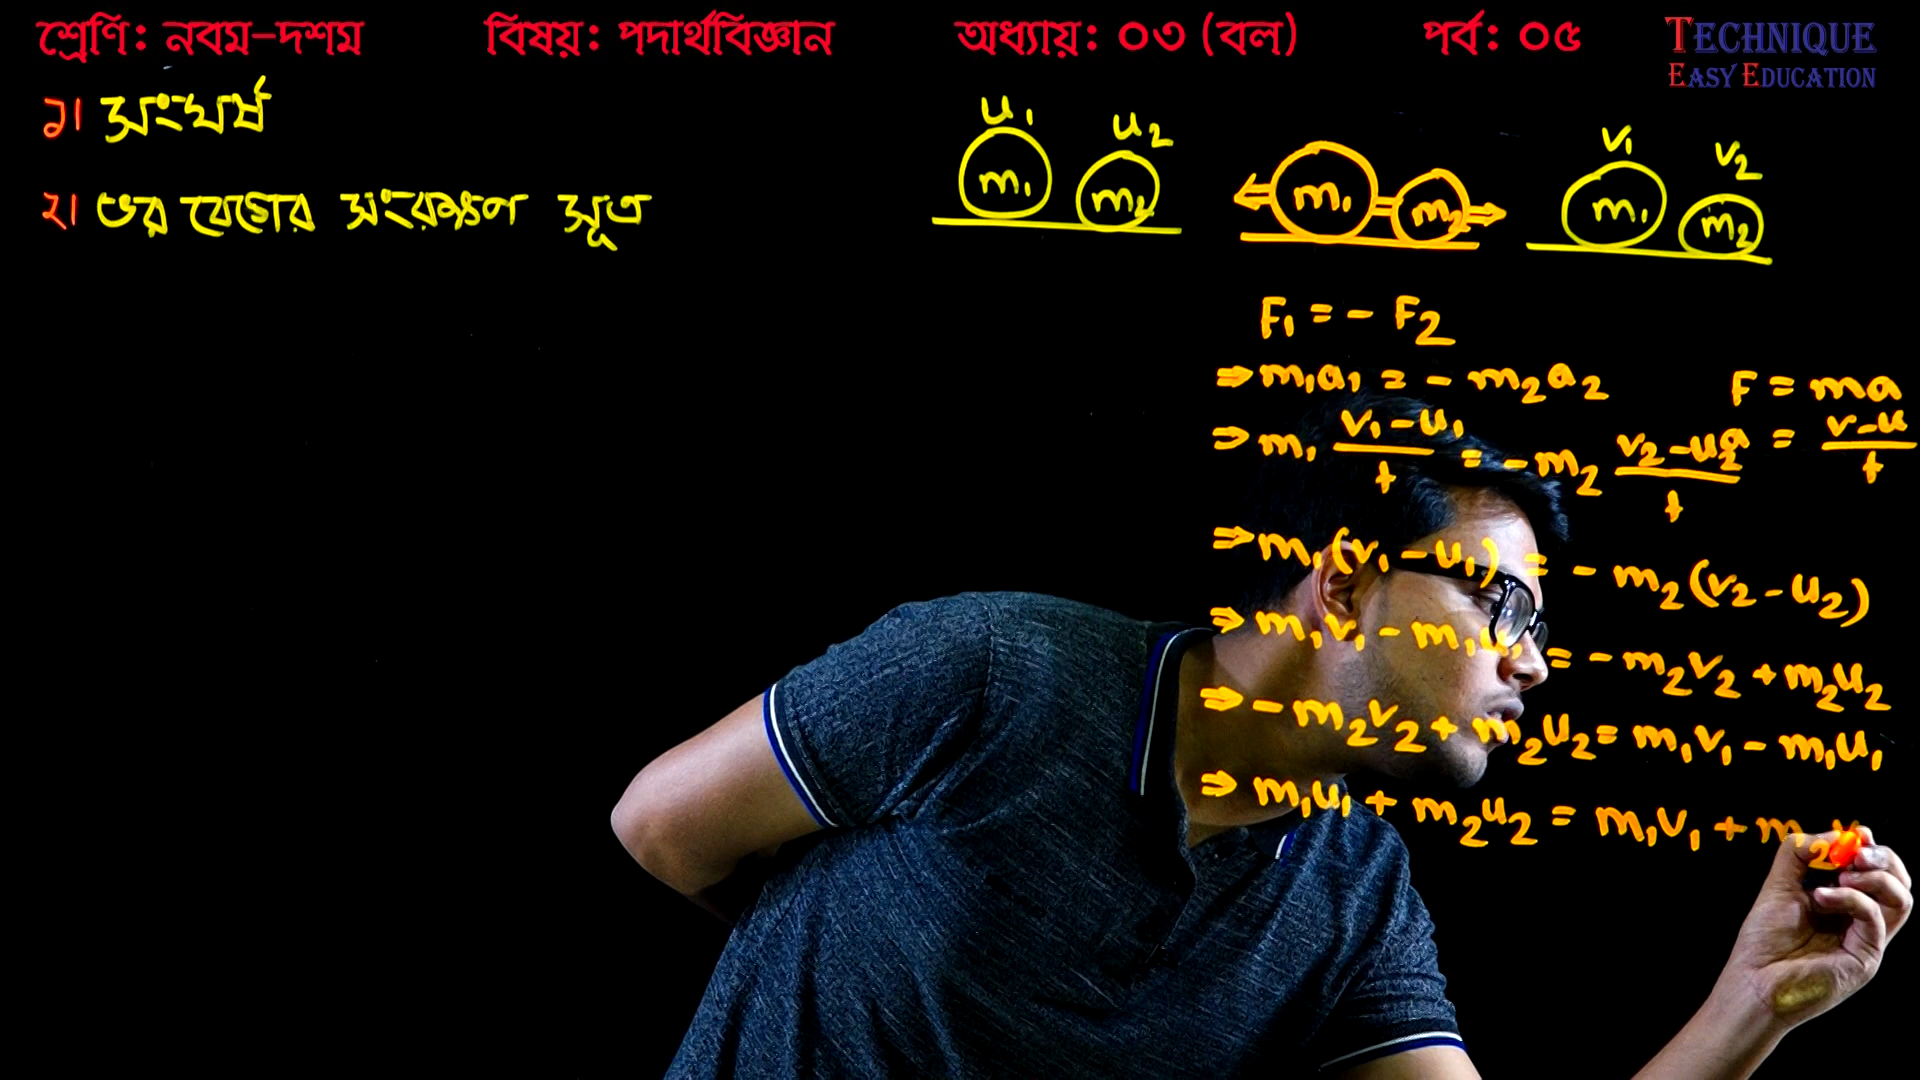 শ্রেণি: নবম-দশম বিষয়: পদার্থবিজ্ঞান অধ্যায়: ০৩ (বল) পর্ব: ০৫ TECHNIQUE
EASY EDUCATION
১। সংঘর্ষ
২। ভর বেগের সংরক্ষণ সূত্র
u₁ u₂ v₁ v₂
m₁ m₂ m₁ m₂ m₁ m₂
F₁ = - F₂
⇒ m₁a₁ = - m₂a₂ F = ma
⇒ m₁ (v₁-u₁)/t = - m₂ (v₂-u₂)/t a = (v-u)/t
⇒ m₁(v₁-u₁) = - m₂(v₂-u₂)
⇒ m₁v₁ - m₁u₁ = - m₂v₂ + m₂u₂
⇒ - m₂v₂ + m₂u₂ = m₁v₁ - m₁u₁
⇒ m₁u₁ + m₂u₂ = m₁v₁ + m₂v